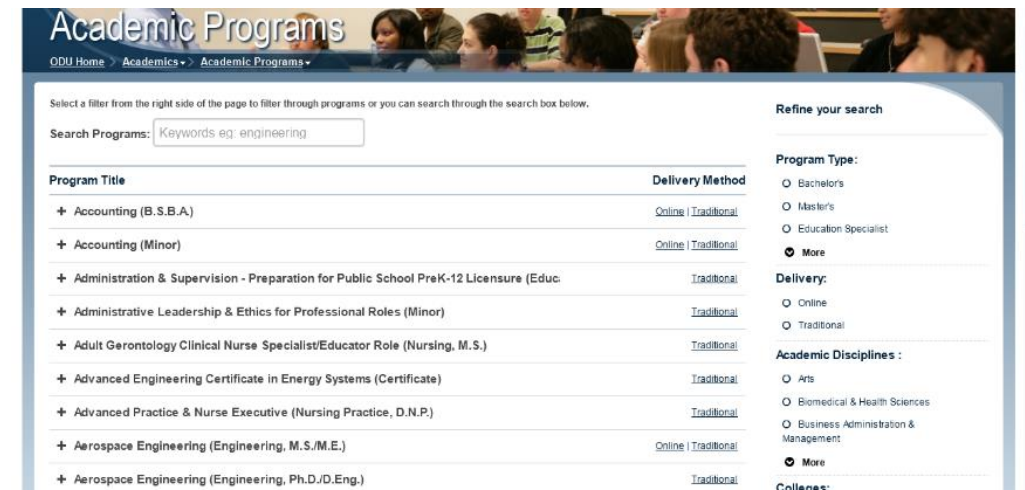 Academic Programs
ODU Home > Academics > Academic Programs
Select a filter from the right side of the page to filter through programs or you can search through the search box below.
Search Programs: Keywords eg: engineering
Program Title Delivery Method
+ Accounting (B.S.B.A.) Online | Traditional
+ Accounting (Minor) Online | Traditional
+ Administration & Supervision - Preparation for Public School PreK-12 Licensure (Educ Traditional
+ Administrative Leadership & Ethics for Professional Roles (Minor) Traditional
+ Adult Gerontology Clinical Nurse Specialist/Educator Role (Nursing, M.S.) Traditional
+ Advanced Engineering Certificate in Energy Systems (Certificate) Traditional
+ Advanced Practice & Nurse Executive (Nursing Practice, D.N.P.) Traditional
+ Aerospace Engineering (Engineering, M.S./M.E.) Online | Traditional
+ Aerospace Engineering (Engineering, Ph.D./D.Eng.) Traditional
Refine your search
Program Type:
Bachelor's
Master's
Education Specialist
More
Delivery:
Online
Traditional
Academic Disciplines :
Arts
Biomedical & Health Sciences
Business Administration &
Management
More
Colleges: